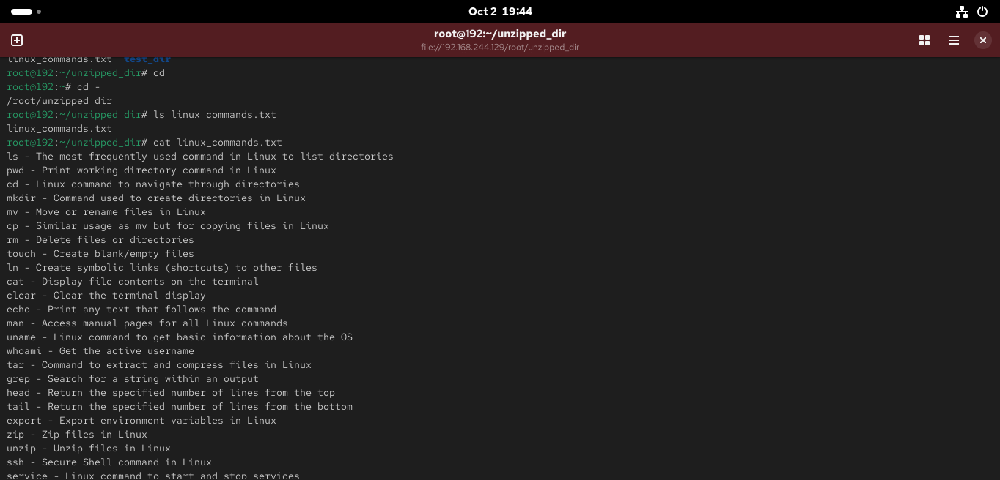 Oct 2 19:44
root@192:~/unzipped_dir
file://192.168.244.129/root/unzipped_dir
linux_commands.txt  test_dir
root@192:~/unzipped_dir# cd
root@192:~# cd -
/root/unzipped_dir
root@192:~/unzipped_dir# ls linux_commands.txt
linux_commands.txt
root@192:~/unzipped_dir# cat linux_commands.txt
ls - The most frequently used command in Linux to list directories
pwd - Print working directory command in Linux
cd - Linux command to navigate through directories
mkdir - Command used to create directories in Linux
mv - Move or rename files in Linux
cp - Similar usage as mv but for copying files in Linux
rm - Delete files or directories
touch - Create blank/empty files
ln - Create symbolic links (shortcuts) to other files
cat - Display file contents on the terminal
clear - Clear the terminal display
echo - Print any text that follows the command
man - Access manual pages for all Linux commands
uname - Linux command to get basic information about the OS
whoami - Get the active username
tar - Command to extract and compress files in Linux
grep - Search for a string within an output
head - Return the specified number of lines from the top
tail - Return the specified number of lines from the bottom
export - Export environment variables in Linux
zip - Zip files in Linux
unzip - Unzip files in Linux
ssh - Secure Shell command in Linux
service - Linux command to start and stop services